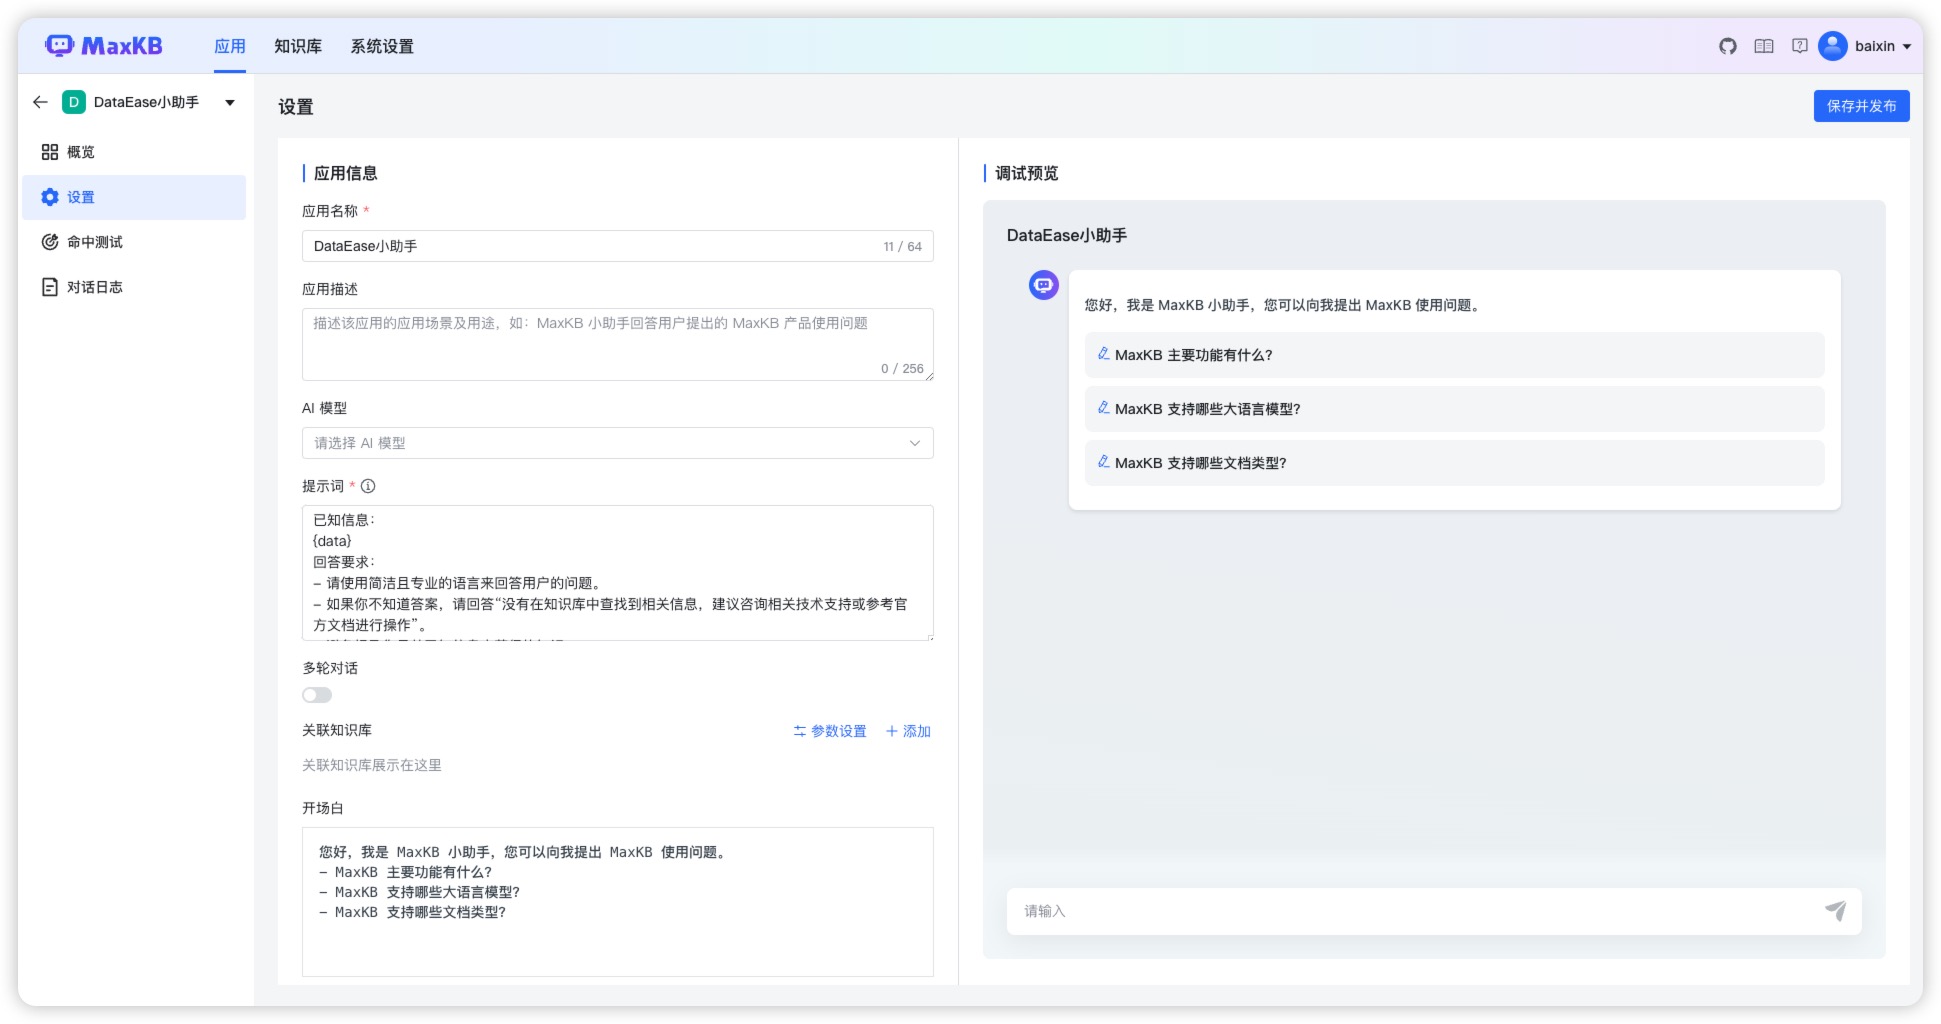 MaxKB
应用
知识库
系统设置
baixin
D
DataEase小助手
设置
保存并发布
概览
设置
命中测试
对话日志
应用信息
应用名称 *
DataEase小助手
11 / 64
应用描述
描述该应用的应用场景及用途，如：MaxKB 小助手回答用户提出的 MaxKB 产品使用问题
0 / 256
AI 模型
请选择 AI 模型
提示词 *
已知信息：
{data}
回答要求：
- 请使用简洁且专业的语言来回答用户的问题。
- 如果你不知道答案，请回答“没有在知识库中查找到相关信息，建议咨询相关技术支持或参考官
方文档进行操作”。
多轮对话
关联知识库
参数设置
添加
关联知识库展示在这里
开场白
您好，我是 MaxKB 小助手，您可以向我提出 MaxKB 使用问题。
- MaxKB 主要功能有什么？
- MaxKB 支持哪些大语言模型？
- MaxKB 支持哪些文档类型？
调试预览
DataEase小助手
您好，我是 MaxKB 小助手，您可以向我提出 MaxKB 使用问题。
MaxKB 主要功能有什么？
MaxKB 支持哪些大语言模型？
MaxKB 支持哪些文档类型？
请输入